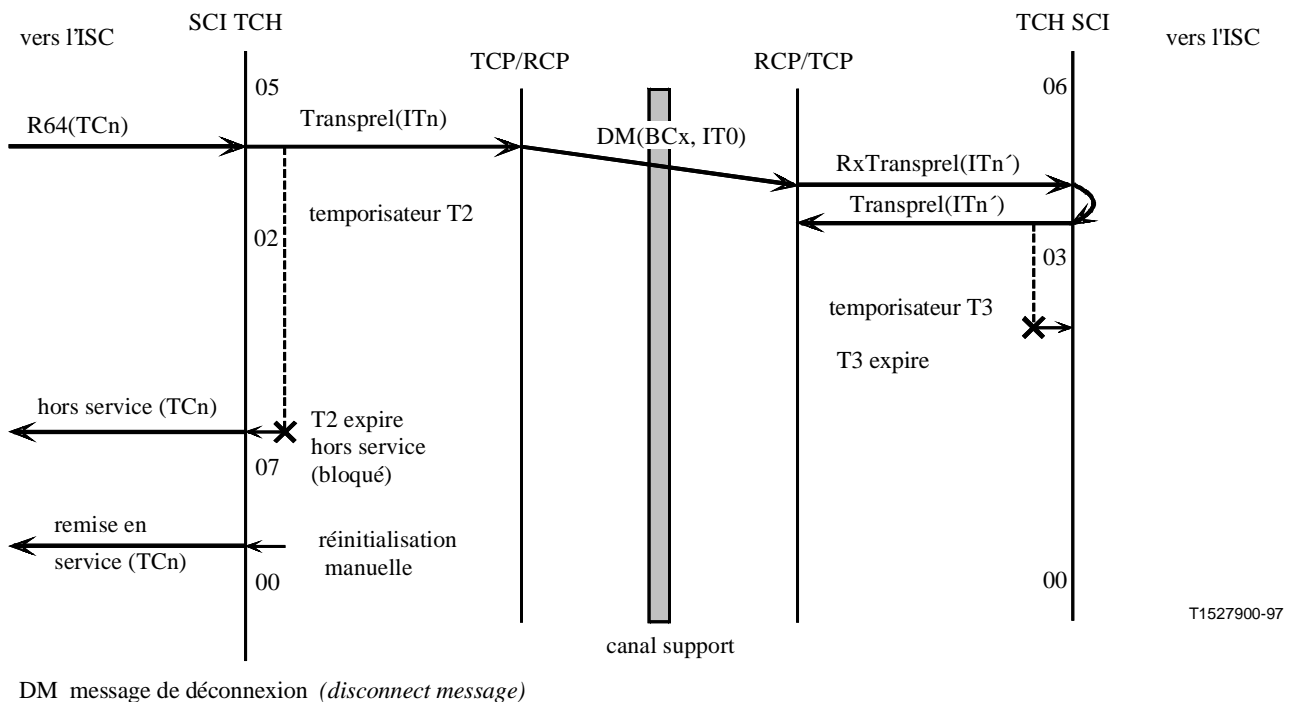 SCI TCH
TCH SCI
vers l'ISC
vers l'ISC
TCP/RCP
RCP/TCP
05
06
R64(TCn)
Transprel(ITn)
DM(BCx, IT0)
RxTransprel(ITn´)
Transprel(ITn´)
temporisateur T2
02
03
temporisateur T3
T3 expire
hors service (TCn)
T2 expire
hors service
(bloqué)
07
remise en
service (TCn)
réinitialisation
manuelle
00
00
T1527900-97
canal support
DM message de déconnexion (disconnect message)